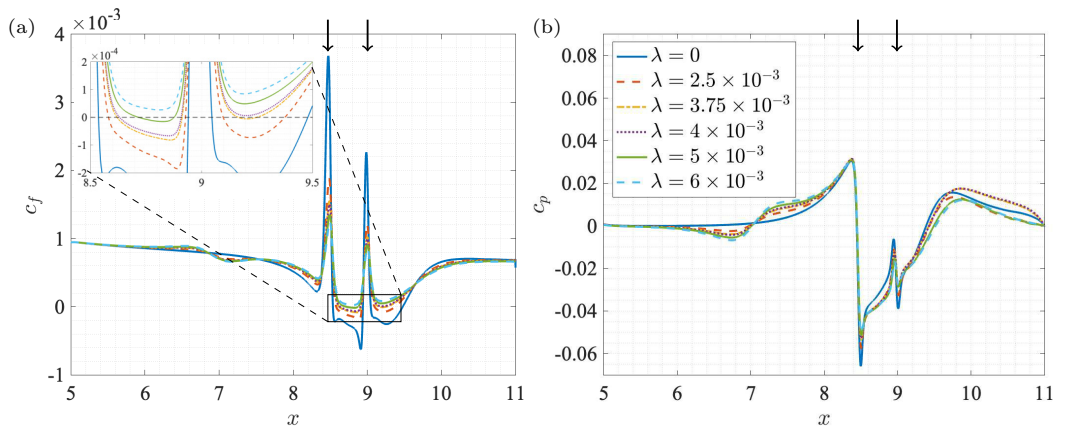 (a)
×10⁻³
4
3
2
1
0
-1
c_f
5 6 7 8 9 10 11
x
×10⁻⁴
2
1
0
-1
-2
8.5 9 9.5
(b)
0.08
0.06
0.04
0.02
0
-0.02
-0.04
-0.06
c_p
5 6 7 8 9 10 11
x
λ = 0
λ = 2.5 × 10⁻³
λ = 3.75 × 10⁻³
λ = 4 × 10⁻³
λ = 5 × 10⁻³
λ = 6 × 10⁻³